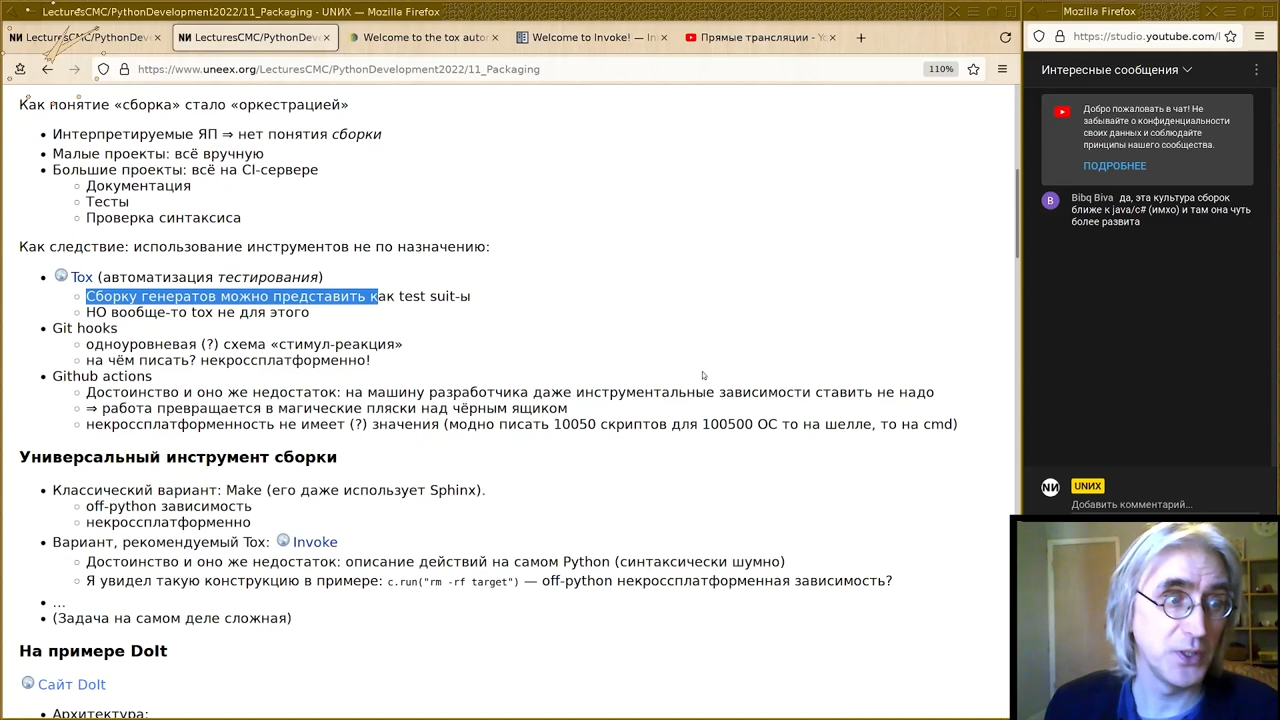 LecturesCMC/PythonDevelopment2022/11_Packaging - UNИX — Mozilla Firefox
Mozilla Firefox
LecturesCMC/PythonDev
LecturesCMC/PythonDev
Welcome to the tox autom
Welcome to Invoke! — In
Прямые трансляции - Yo
https://www.uneex.org/LecturesCMC/PythonDevelopment2022/11_Packaging
110%
https://studio.youtube.com/l
Как понятие «сборка» стало «оркестрацией»
Интерпретируемые ЯП ⇒ нет понятия сборки
Малые проекты: всё вручную
Большие проекты: всё на CI-сервере
Документация
Тесты
Проверка синтаксиса
Как следствие: использование инструментов не по назначению:
Tox (автоматизация тестирования)
Сборку генератов можно представить как test suit-ы
НО вообще-то tox не для этого
Git hooks
одноуровневая (?) схема «стимул-реакция»
на чём писать? некроссплатформенно!
Github actions
Достоинство и оно же недостаток: на машину разработчика даже инструментальные зависимости ставить не надо
⇒ работа превращается в магические пляски над чёрным ящиком
некроссплатформенность не имеет (?) значения (модно писать 10050 скриптов для 100500 ОС то на шелле, то на cmd)
Универсальный инструмент сборки
Классический вариант: Make (его даже использует Sphinx).
off-python зависимость
некроссплатформенно
Вариант, рекомендуемый Tox: Invoke
Достоинство и оно же недостаток: описание действий на самом Python (синтаксически шумно)
Я увидел такую конструкцию в примере: c.run("rm -rf target") — off-python некроссплатформенная зависимость?
...
(Задача на самом деле сложная)
На примере DoIt
Сайт DoIt
Архитектура:
Интересные сообщения
Добро пожаловать в чат! Не
забывайте о конфиденциальности
своих данных и соблюдайте
принципы нашего сообщества.
ПОДРОБНЕЕ
B Bibq Biva да, эта культура сборок
ближе к java/c# (имхо) и там она чуть
более развита
NИ UNИX
Добавить комментарий...